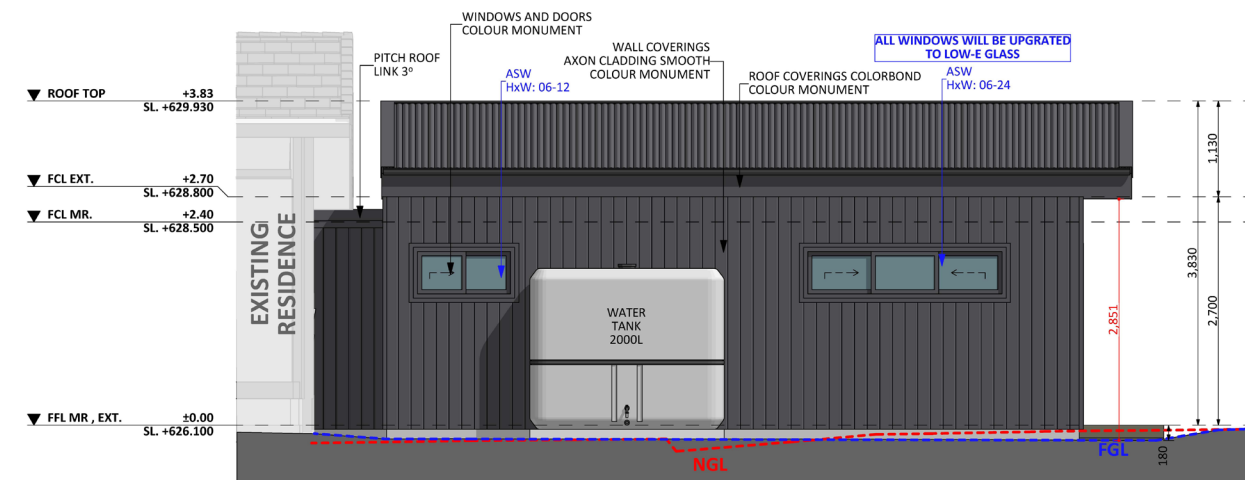 WINDOWS AND DOORS
COLOUR MONUMENT
PITCH ROOF
LINK 3º
WALL COVERINGS
AXON CLADDING SMOOTH
COLOUR MONUMENT
ALL WINDOWS WILL BE UPGRATED
TO LOW-E GLASS
ASW
HxW: 06-12
ROOF COVERINGS COLORBOND
COLOUR MONUMENT
ASW
HxW: 06-24
ROOF TOP +3.83
SL. +629.930
FCL EXT. +2.70
SL. +628.800
FCL MR. +2.40
SL. +628.500
FFL MR , EXT. ±0.00
SL. +626.100
EXISTING
RESIDENCE
WATER
TANK
2000L
1,130
3,830
2,700
2,851
180
NGL
FGL